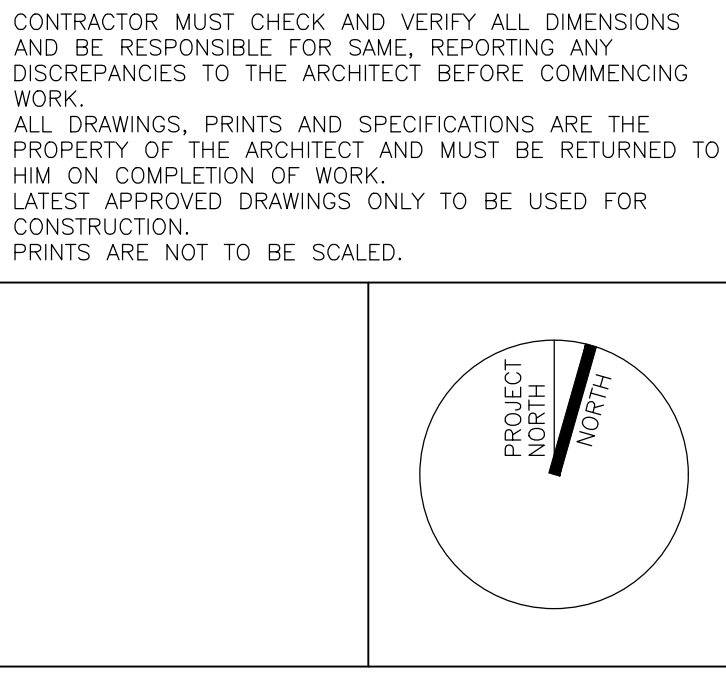 CONTRACTOR MUST CHECK AND VERIFY ALL DIMENSIONS
AND BE RESPONSIBLE FOR SAME, REPORTING ANY
DISCREPANCIES TO THE ARCHITECT BEFORE COMMENCING
WORK.
ALL DRAWINGS, PRINTS AND SPECIFICATIONS ARE THE
PROPERTY OF THE ARCHITECT AND MUST BE RETURNED TO
HIM ON COMPLETION OF WORK.
LATEST APPROVED DRAWINGS ONLY TO BE USED FOR
CONSTRUCTION.
PRINTS ARE NOT TO BE SCALED.
PROJECT
NORTH
NORTH